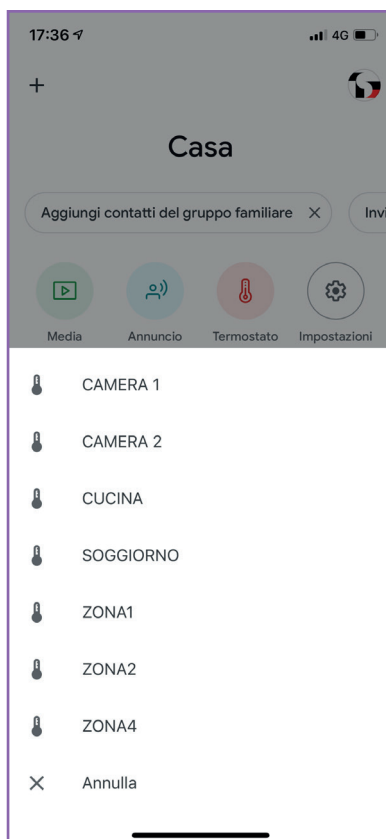 17:36 4G
Casa
Aggiungi contatti del gruppo familiare Invi
Media Annuncio Termostato Impostazioni
CAMERA 1
CAMERA 2
CUCINA
SOGGIORNO
ZONA1
ZONA2
ZONA4
Annulla